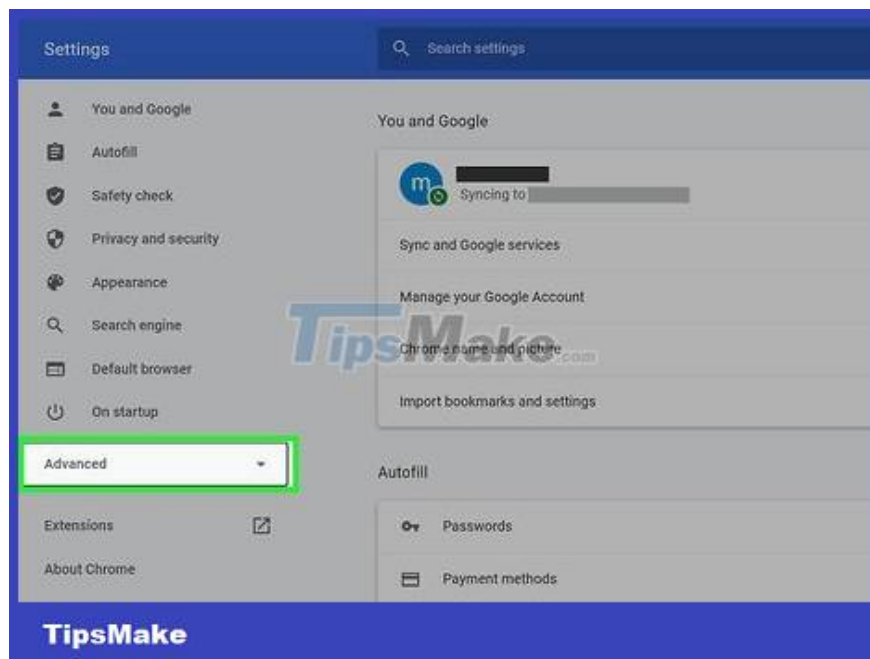 Settings
Search settings
You and Google
Autofill
Safety check
Privacy and security
Appearance
Search engine
Default browser
On startup
Advanced
Extensions
About Chrome
You and Google
m
Syncing to
Sync and Google services
Manage your Google Account
Chrome name and picture
Import bookmarks and settings
Autofill
Passwords
Payment methods
TipsMake.com
TipsMake